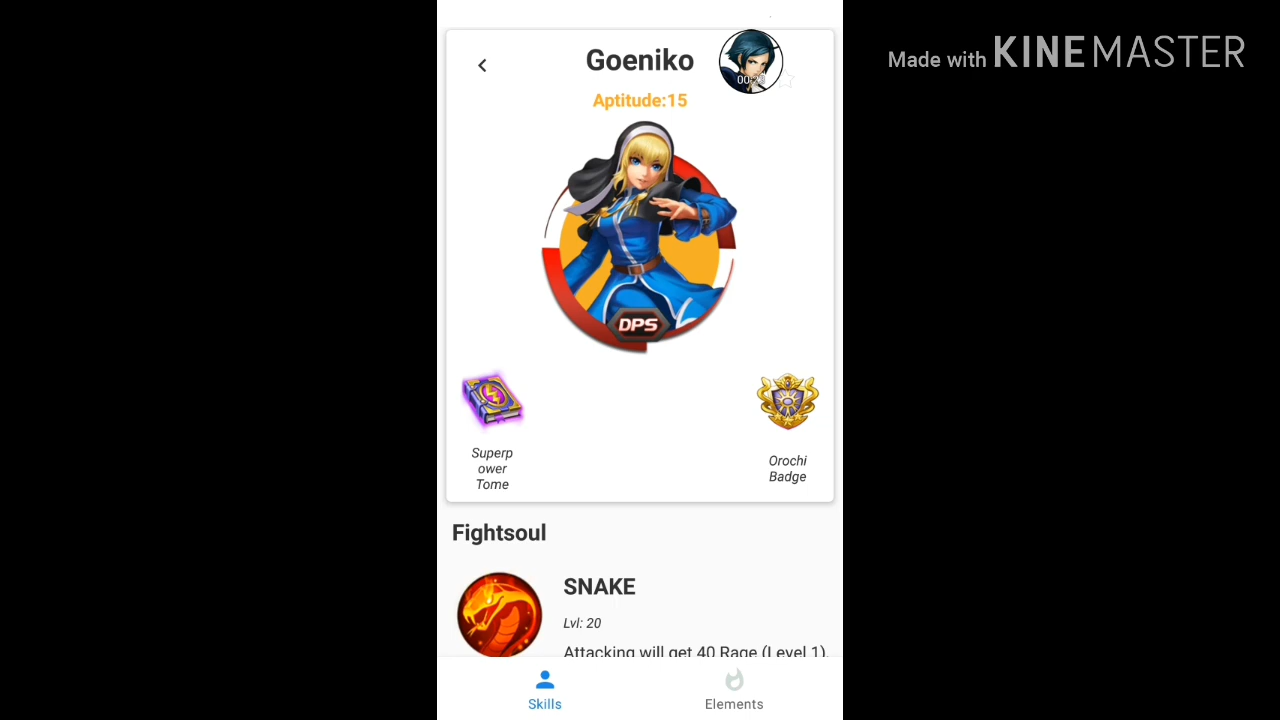 Made with KINEMASTER
Goeniko
Aptitude:15
DPS
Superp
ower
Tome
Orochi
Badge
Fightsoul
SNAKE
Lvl: 20
Attacking will get 40 Rage (Level 1),
Skills
Elements